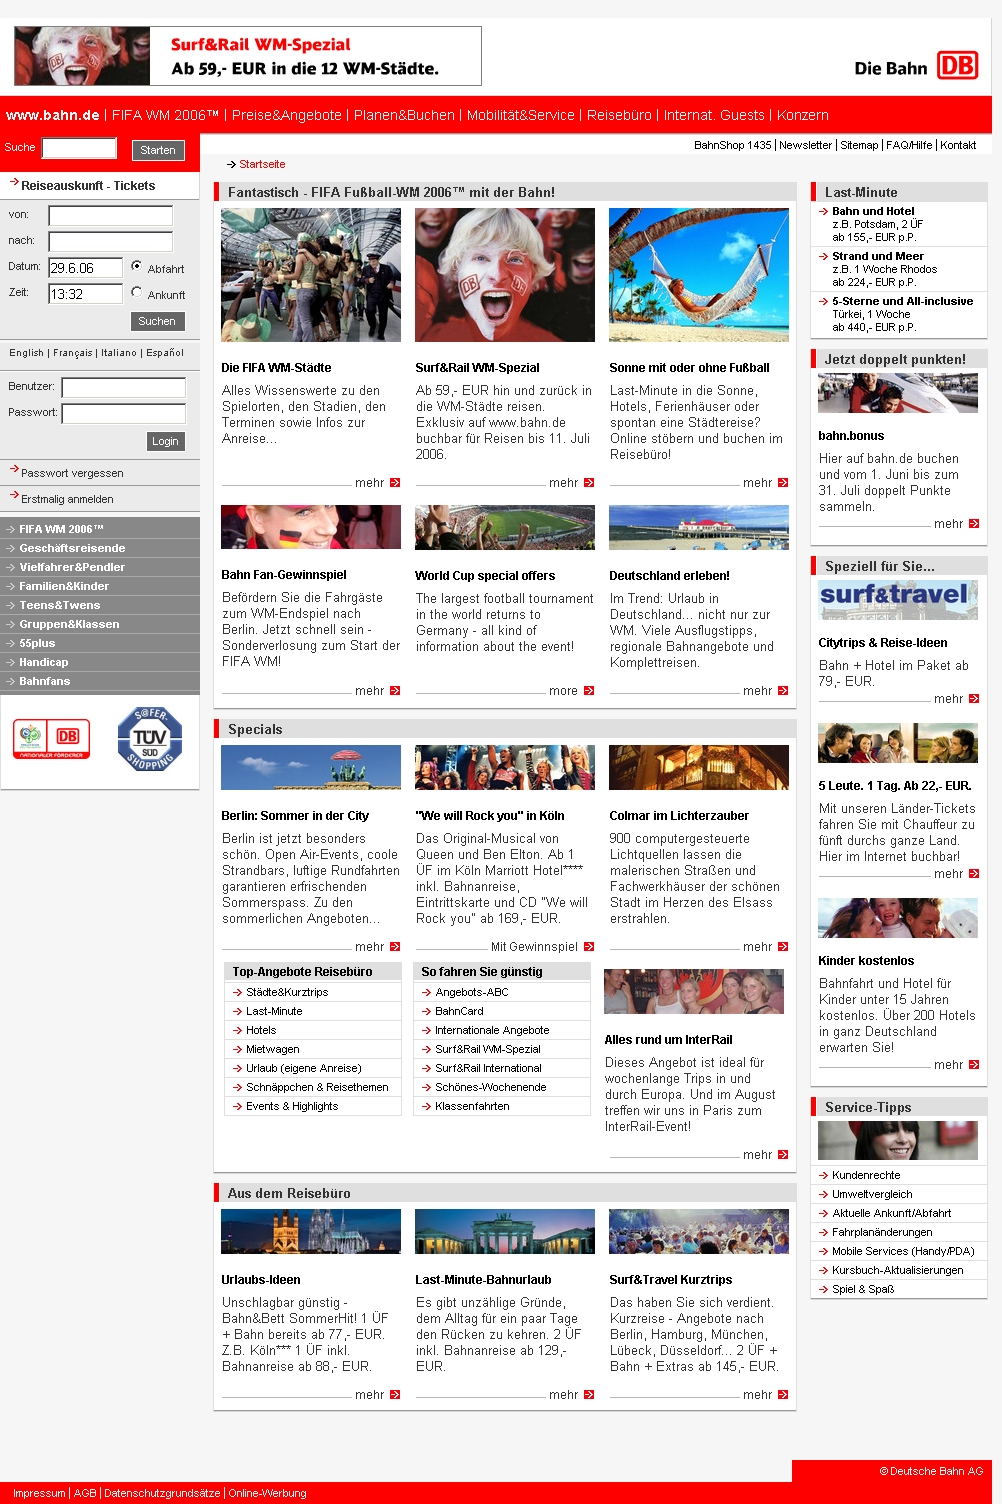 Surf&Rail WM-Spezial
Ab 59,- EUR in die 12 WM-Städte.
Die Bahn DB
www.bahn.de | FIFA WM 2006™ | Preise&Angebote | Planen&Buchen | Mobilität&Service | Reisebüro | Internat. Guests | Konzern
Suche Starten
BahnShop 1435 | Newsletter | Sitemap | FAQ/Hilfe | Kontakt
Startseite
Reiseauskunft - Tickets
von:
nach:
Datum: 29.6.06 Abfahrt
Zeit: 13:32 Ankunft
Suchen
English | Français | Italiano | Español
Benutzer:
Passwort:
Login
Passwort vergessen
Erstmalig anmelden
FIFA WM 2006™
Geschäftsreisende
Vielfahrer&Pendler
Familien&Kinder
Teens&Twens
Gruppen&Klassen
55plus
Handicap
Bahnfans
DB
NATIONALER FÖRDERER
S@FER-
TÜV
SÜD
SHOPPING
Fantastisch - FIFA Fußball-WM 2006™ mit der Bahn!
Die FIFA WM-Städte
Alles Wissenswerte zu den
Spielorten, den Stadien, den
Terminen sowie Infos zur
Anreise...
mehr
Surf&Rail WM-Spezial
Ab 59,- EUR hin und zurück in
die WM-Städte reisen.
Exklusiv auf www.bahn.de
buchbar für Reisen bis 11. Juli
2006.
mehr
Sonne mit oder ohne Fußball
Last-Minute in die Sonne,
Hotels, Ferienhäuser oder
spontan eine Städtereise?
Online stöbern und buchen im
Reisebüro!
mehr
Bahn Fan-Gewinnspiel
Befördern Sie die Fahrgäste
zum WM-Endspiel nach
Berlin. Jetzt schnell sein -
Sonderverlosung zum Start der
FIFA WM!
mehr
World Cup special offers
The largest football tournament
in the world returns to
Germany - all kind of
information about the event!
more
Deutschland erleben!
Im Trend: Urlaub in
Deutschland... nicht nur zur
WM. Viele Ausflugstipps,
regionale Bahnangebote und
Komplettreisen.
mehr
Specials
Berlin: Sommer in der City
Berlin ist jetzt besonders
schön. Open Air-Events, coole
Strandbars, luftige Rundfahrten
garantieren erfrischenden
Sommerspass. Zu den
sommerlichen Angeboten...
mehr
"We will Rock you" in Köln
Das Original-Musical von
Queen und Ben Elton. Ab 1
ÜF im Köln Marriott Hotel****
inkl. Bahnanreise,
Eintrittskarte und CD "We will
Rock you" ab 169,- EUR.
Mit Gewinnspiel
Colmar im Lichterzauber
900 computergesteuerte
Lichtquellen lassen die
malerischen Straßen und
Fachwerkhäuser der schönen
Stadt im Herzen des Elsass
erstrahlen.
mehr
Top-Angebote Reisebüro
Städte&Kurztrips
Last-Minute
Hotels
Mietwagen
Urlaub (eigene Anreise)
Schnäppchen & Reisethemen
Events & Highlights
So fahren Sie günstig
Angebots-ABC
BahnCard
Internationale Angebote
Surf&Rail WM-Spezial
Surf&Rail International
Schönes-Wochenende
Klassenfahrten
Alles rund um InterRail
Dieses Angebot ist ideal für
wochenlange Trips in und
durch Europa. Und im August
treffen wir uns in Paris zum
InterRail-Event!
mehr
Aus dem Reisebüro
Urlaubs-Ideen
Unschlagbar günstig -
Bahn&Bett SommerHit! 1 ÜF
+ Bahn bereits ab 77,- EUR.
Z.B. Köln*** 1 ÜF inkl.
Bahnanreise ab 88,- EUR.
mehr
Last-Minute-Bahnurlaub
Es gibt unzählige Gründe,
dem Alltag für ein paar Tage
den Rücken zu kehren. 2 ÜF
inkl. Bahnanreise ab 129,-
EUR.
mehr
Surf&Travel Kurztrips
Das haben Sie sich verdient.
Kurzreise - Angebote nach
Berlin, Hamburg, München,
Lübeck, Düsseldorf... 2 ÜF +
Bahn + Extras ab 145,- EUR.
mehr
Last-Minute
Bahn und Hotel
z.B. Potsdam, 2 ÜF
ab 155,- EUR p.P.
Strand und Meer
z.B. 1 Woche Rhodos
ab 224,- EUR p.P.
5-Sterne und All-inclusive
Türkei, 1 Woche
ab 440,- EUR p.P.
Jetzt doppelt punkten!
bahn.bonus
Hier auf bahn.de buchen
und vom 1. Juni bis zum
31. Juli doppelt Punkte
sammeln.
mehr
Speziell für Sie...
surf&travel
Citytrips & Reise-Ideen
Bahn + Hotel im Paket ab
79,- EUR.
mehr
5 Leute. 1 Tag. Ab 22,- EUR.
Mit unseren Länder-Tickets
fahren Sie mit Chauffeur zu
fünft durchs ganze Land.
Hier im Internet buchbar!
mehr
Kinder kostenlos
Bahnfahrt und Hotel für
Kinder unter 15 Jahren
kostenlos. Über 200 Hotels
in ganz Deutschland
erwarten Sie!
mehr
Service-Tipps
Kundenrechte
Umweltvergleich
Aktuelle Ankunft/Abfahrt
Fahrplanänderungen
Mobile Services (Handy/PDA)
Kursbuch-Aktualisierungen
Spiel & Spaß
© Deutsche Bahn AG
Impressum | AGB | Datenschutzgrundsätze | Online-Werbung